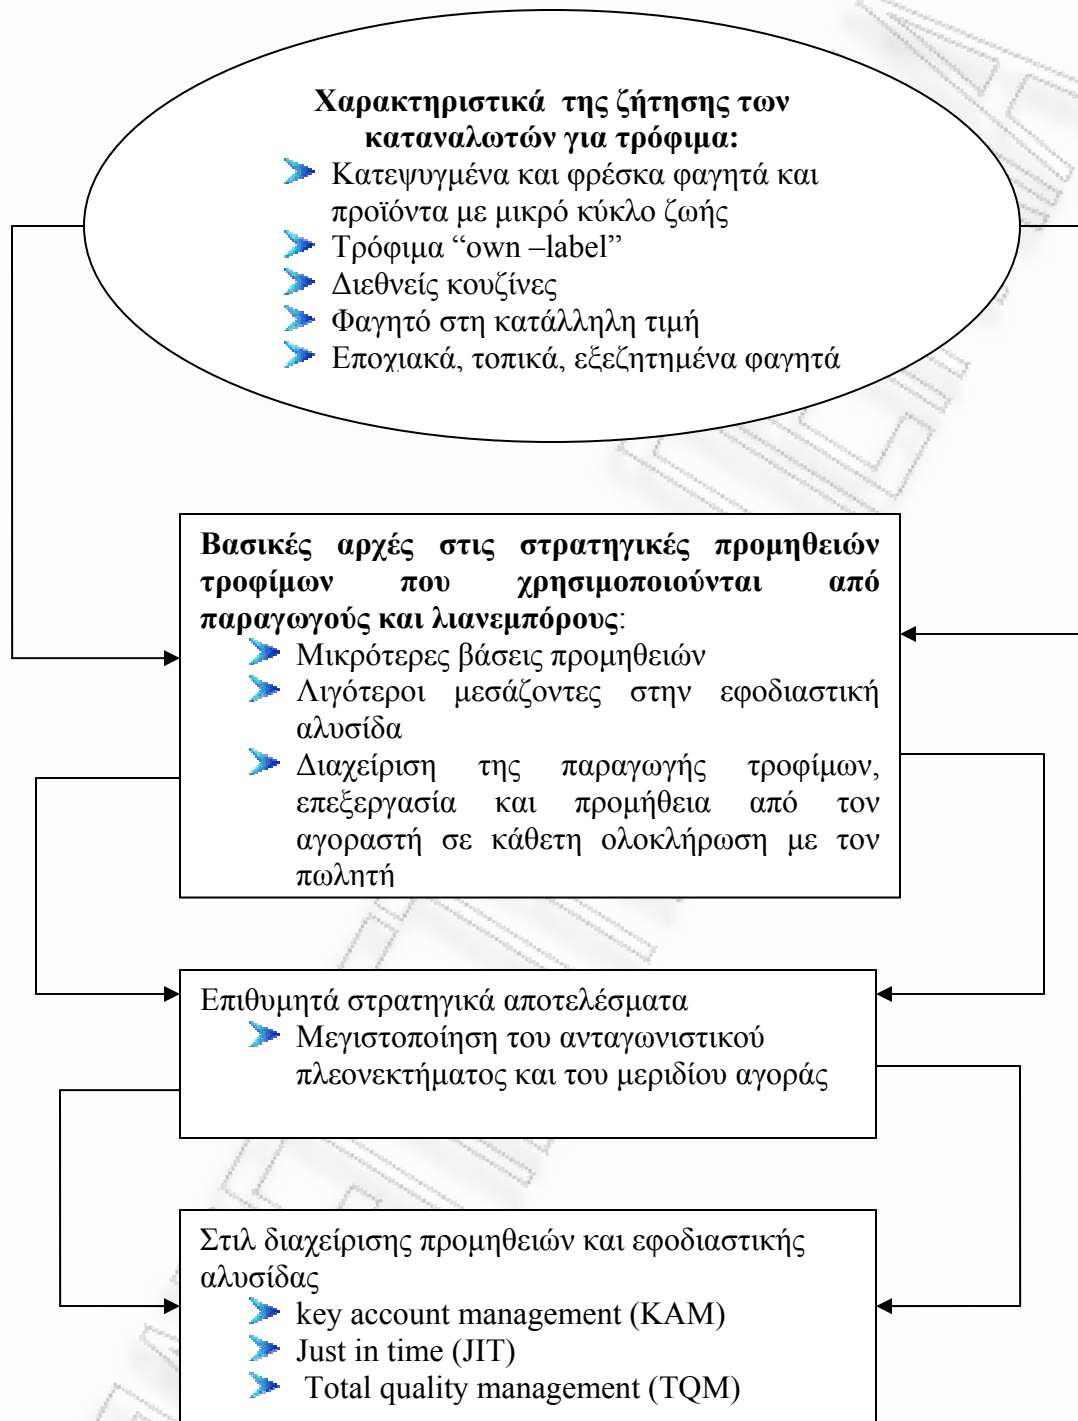 Χαρακτηριστικά της ζήτησης των
καταναλωτών για τρόφιμα:
Κατεψυγμένα και φρέσκα φαγητά και
προϊόντα με μικρό κύκλο ζωής
Τρόφιμα “own –label”
Διεθνείς κουζίνες
Φαγητό στη κατάλληλη τιμή
Εποχιακά, τοπικά, εξεζητημένα φαγητά
Βασικές αρχές στις στρατηγικές προμηθειών
τροφίμων που χρησιμοποιούνται από
παραγωγούς και λιανεμπόρους:
Μικρότερες βάσεις προμηθειών
Λιγότεροι μεσάζοντες στην εφοδιαστική
αλυσίδα
Διαχείριση της παραγωγής τροφίμων,
επεξεργασία και προμήθεια από τον
αγοραστή σε κάθετη ολοκλήρωση με τον
πωλητή
Επιθυμητά στρατηγικά αποτελέσματα
Μεγιστοποίηση του ανταγωνιστικού
πλεονεκτήματος και του μεριδίου αγοράς
Στιλ διαχείρισης προμηθειών και εφοδιαστικής
αλυσίδας
key account management (KAM)
Just in time (JIT)
Total quality management (TQM)